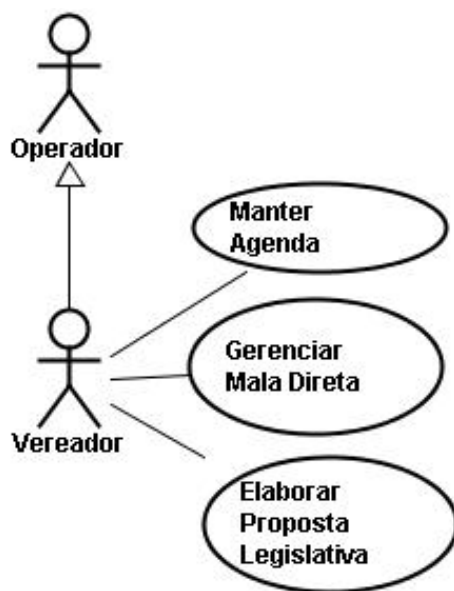 Operador
Manter
Agenda
Gerenciar
Mala Direta
Vereador
Elaborar
Proposta
Legislativa